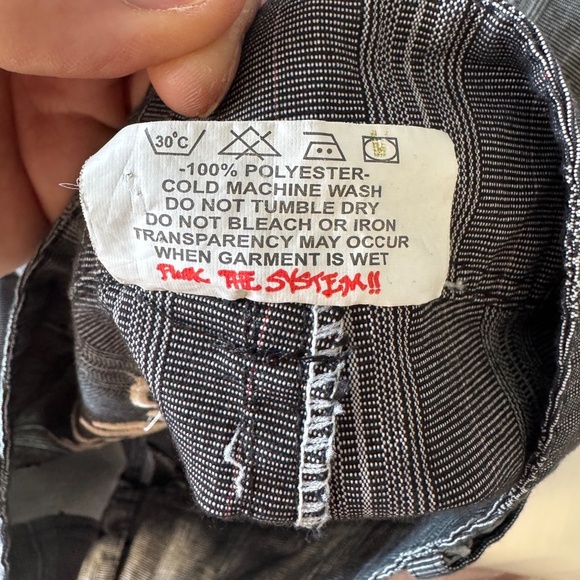 30°C
-100% POLYESTER-
COLD MACHINE WASH
DO NOT TUMBLE DRY
DO NOT BLEACH OR IRON
TRANSPARENCY MAY OCCUR
WHEN GARMENT IS WET
THE SYSTEM!!